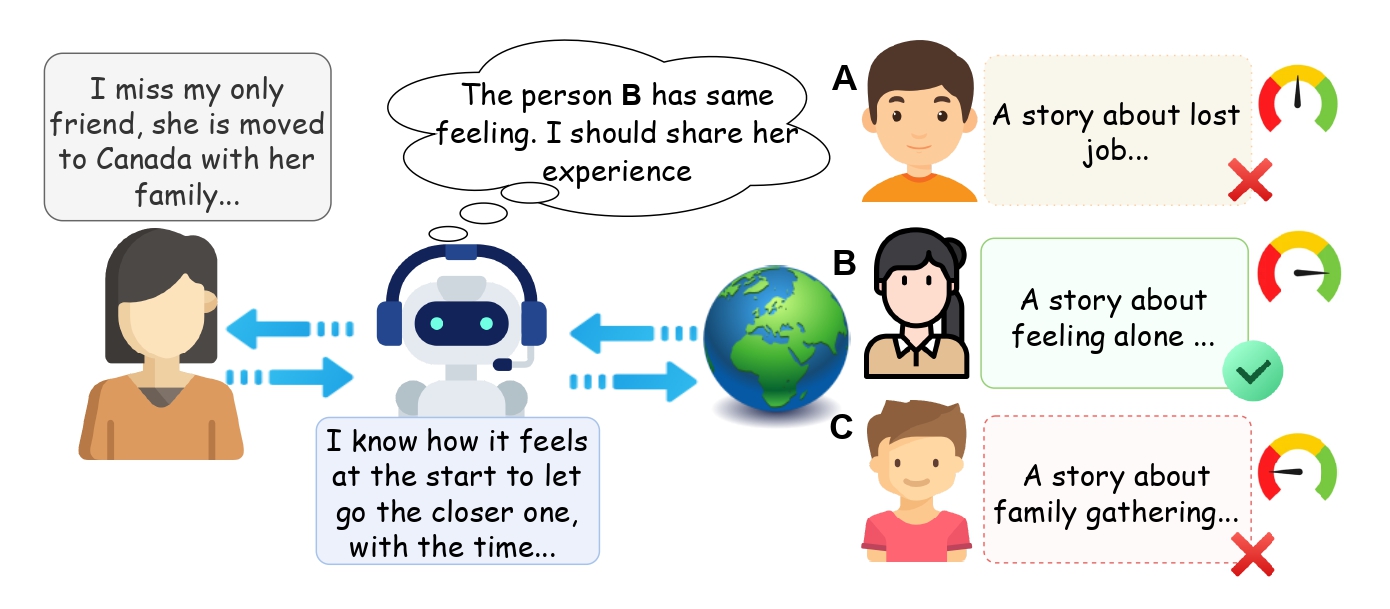 I miss my only
friend, she is moved
to Canada with her
family...
The person B has same
feeling. I should share her
experience
I know how it feels
at the start to let
go the closer one,
with the time...
A
A story about lost
job...
B
A story about
feeling alone ...
C
A story about
family gathering...